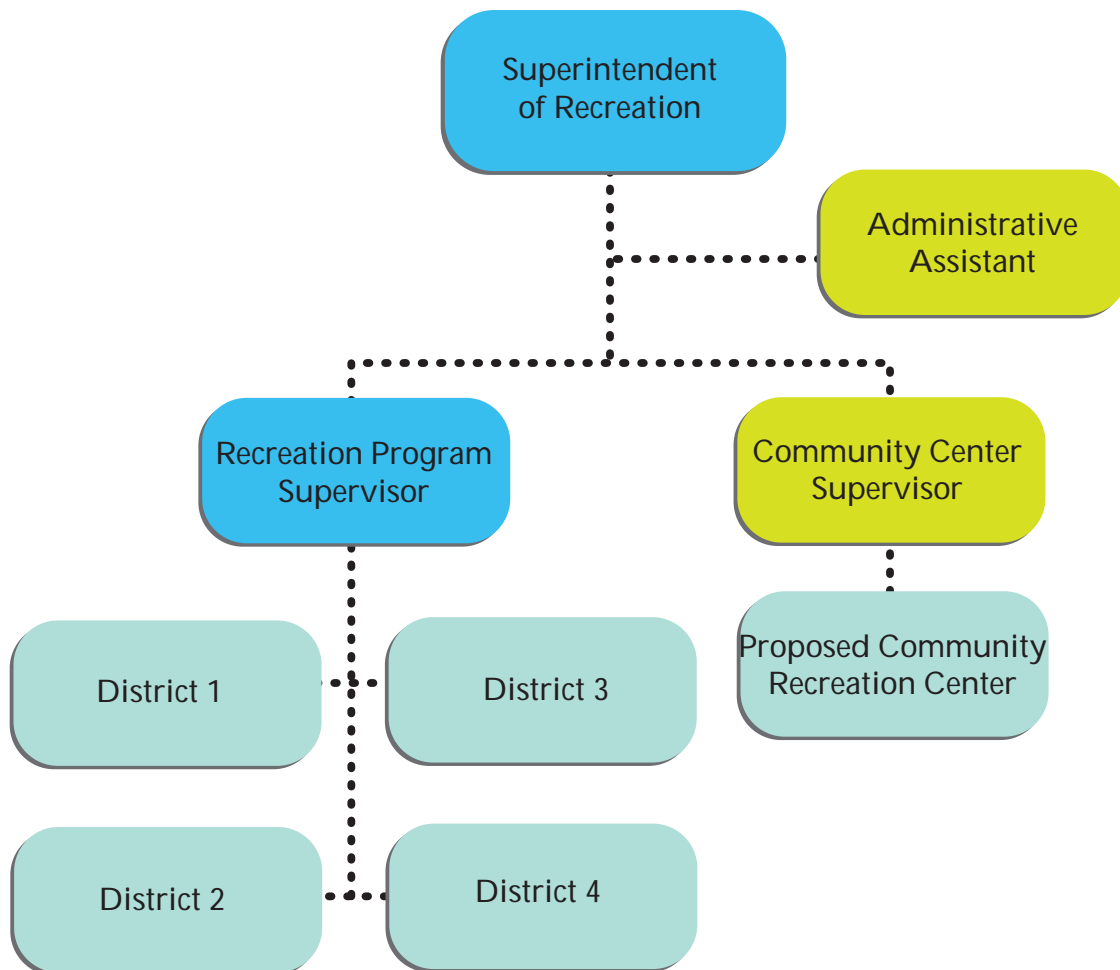 Superintendent
of Recreation
Administrative
Assistant
Recreation Program
Supervisor
Community Center
Supervisor
District 1
District 3
Proposed Community
Recreation Center
District 2
District 4